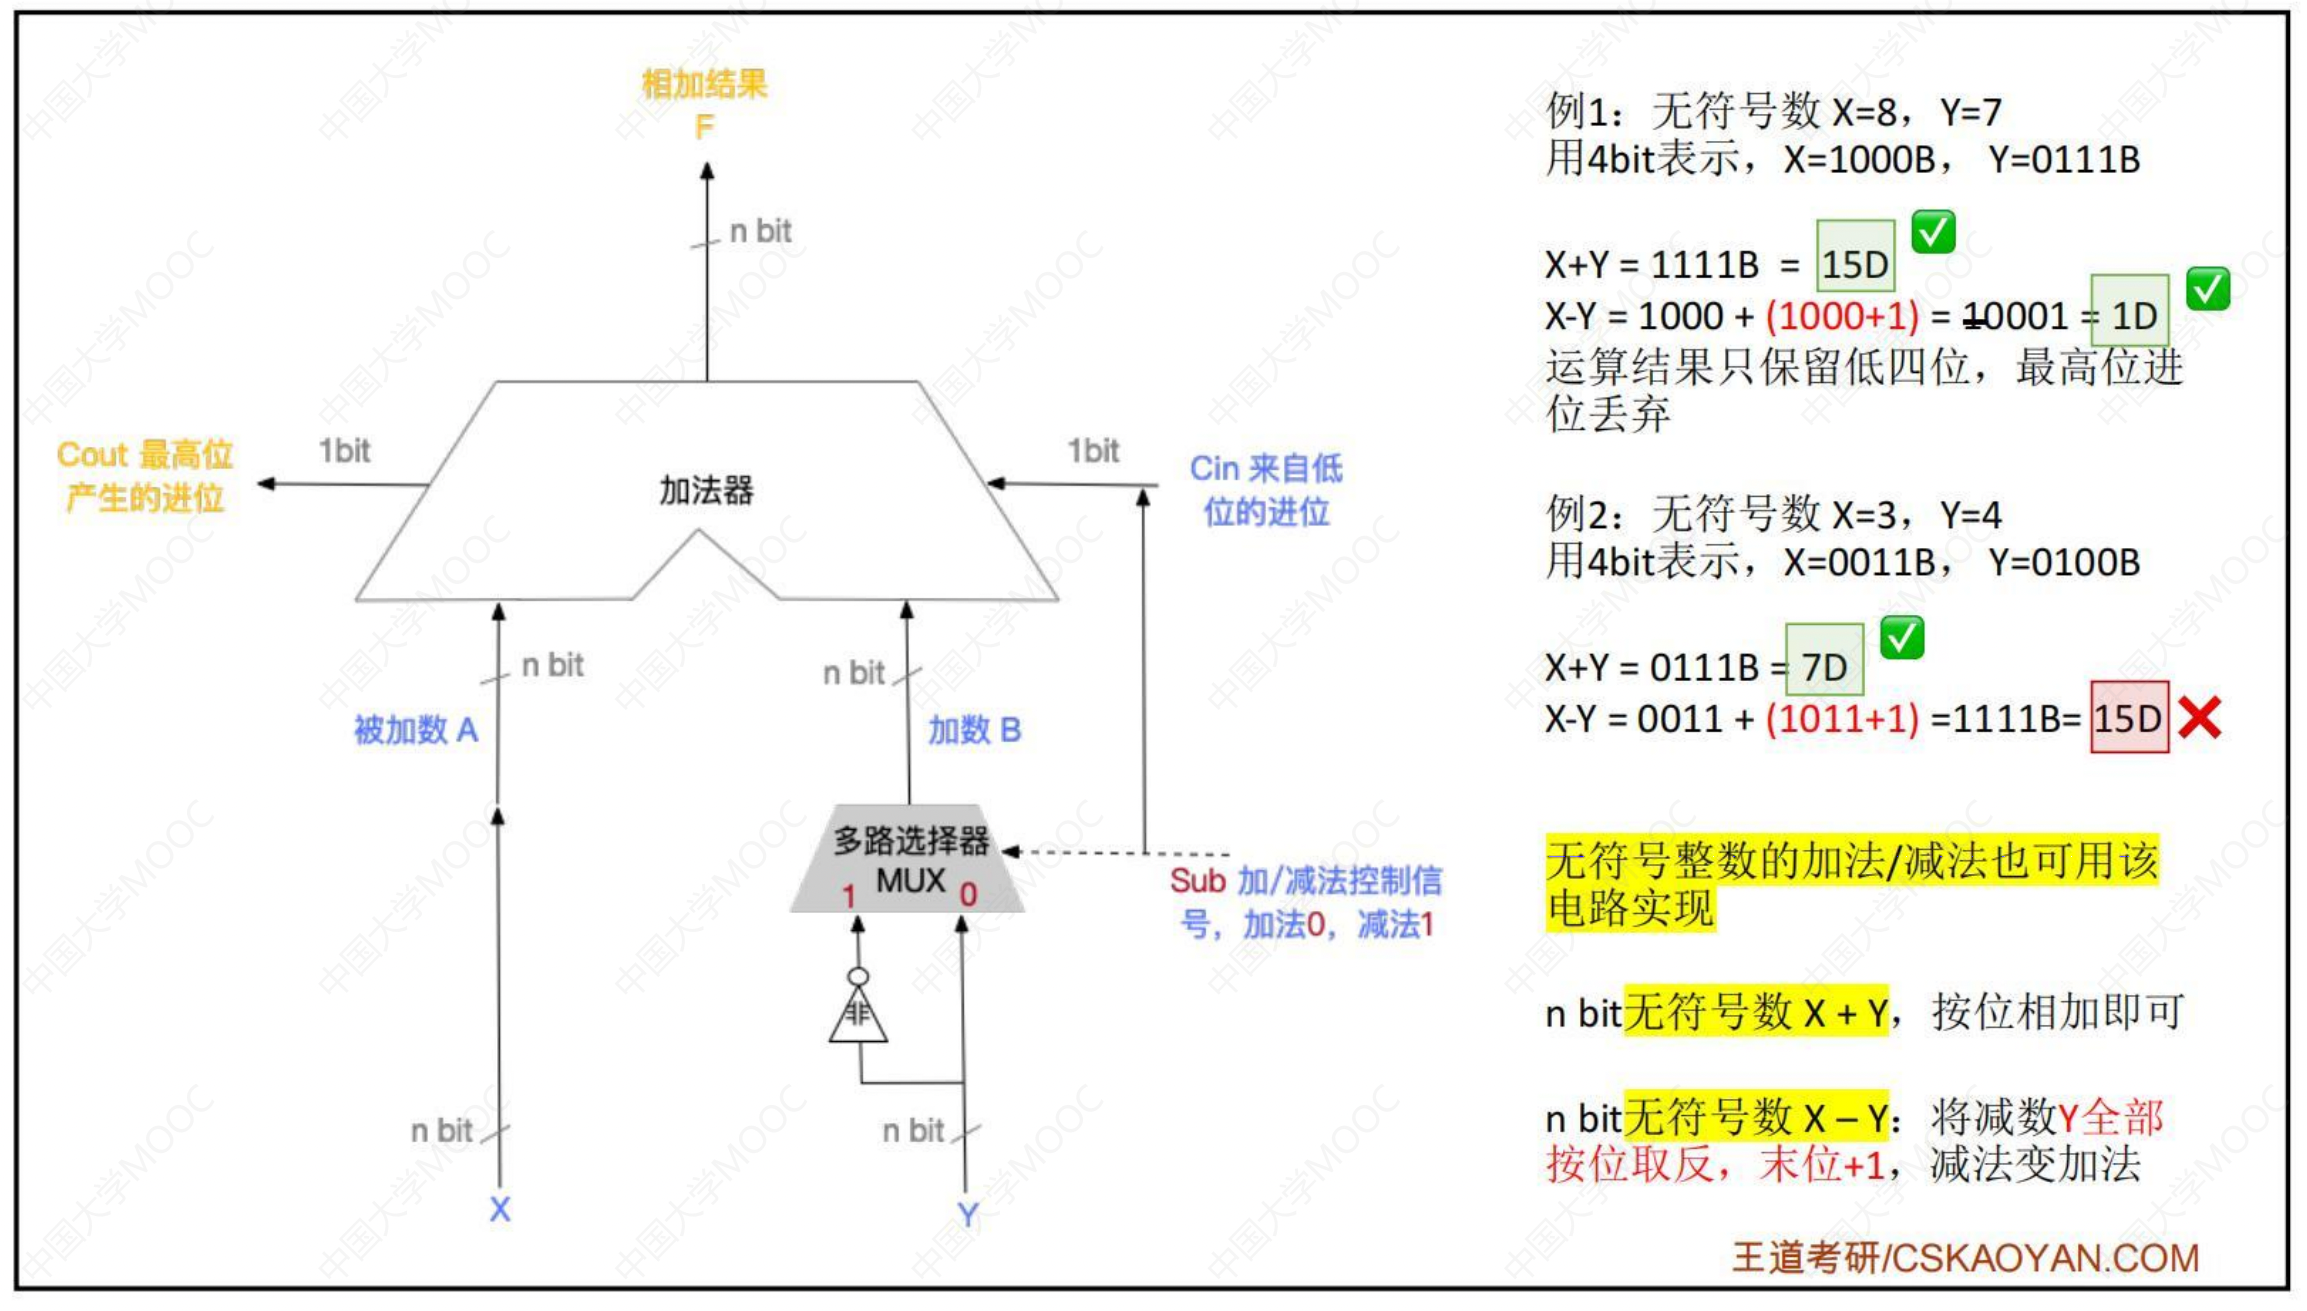 相加结果
F
n bit
Cout 最高位
产生的进位
1bit
加法器
1bit
Cin 来自低
位的进位
n bit
n bit
被加数 A
加数 B
多路选择器
MUX
1
0
Sub 加/减法控制信
号，加法0，减法1
非
n bit
n bit
X
Y
例1：无符号数 X=8，Y=7
用4bit表示，X=1000B， Y=0111B
X+Y = 1111B = 15D
X-Y = 1000 + (1000+1) = 10001 = 1D
运算结果只保留低四位，最高位进
位丢弃
例2：无符号数 X=3，Y=4
用4bit表示，X=0011B， Y=0100B
X+Y = 0111B = 7D
X-Y = 0011 + (1011+1) =1111B= 15D
无符号整数的加法/减法也可用该
电路实现
n bit无符号数 X + Y，按位相加即可
n bit无符号数 X – Y：将减数Y全部
按位取反，末位+1，减法变加法
王道考研/CSKAOYAN.COM
中国大学MOOC